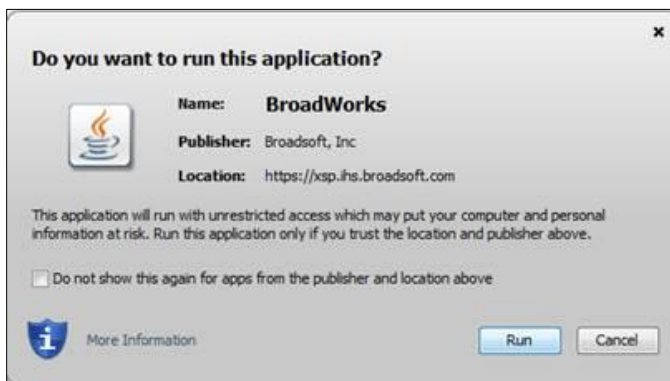 Do you want to run this application?
Name: BroadWorks
Publisher: Broadsoft, Inc
Location: https://xsp.ihs.broadsoft.com
This application will run with unrestricted access which may put your computer and personal
information at risk. Run this application only if you trust the location and publisher above.
Do not show this again for apps from the publisher and location above
More Information
Run
Cancel